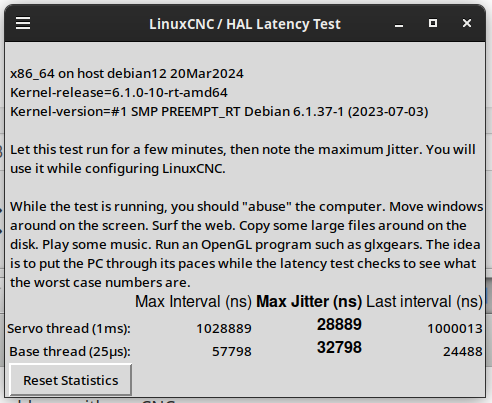 LinuxCNC / HAL Latency Test
x86_64 on host debian12 20Mar2024
Kernel-release=6.1.0-10-rt-amd64
Kernel-version=#1 SMP PREEMPT_RT Debian 6.1.37-1 (2023-07-03)
Let this test run for a few minutes, then note the maximum Jitter. You will
use it while configuring LinuxCNC.
While the test is running, you should "abuse" the computer. Move windows
around on the screen. Surf the web. Copy some large files around on the
disk. Play some music. Run an OpenGL program such as glxgears. The idea
is to put the PC through its paces while the latency test checks to see what
the worst case numbers are.
Max Interval (ns) Max Jitter (ns) Last interval (ns)
Servo thread (1ms): 1028889 28889 1000013
Base thread (25µs): 57798 32798 24488
Reset Statistics